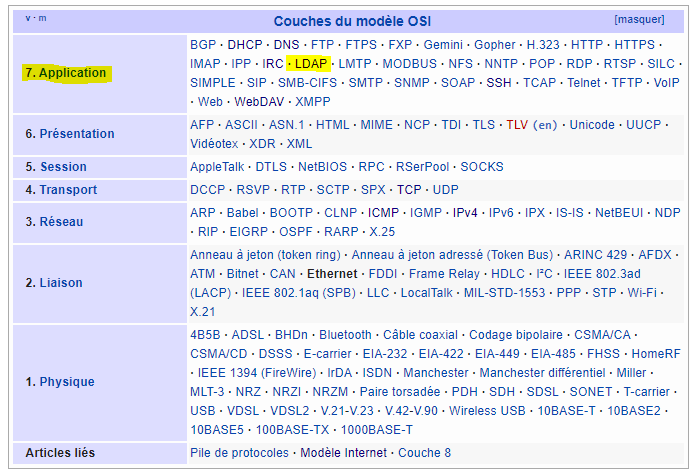 v · m Couches du modèle OSI [masquer]
7. Application
BGP · DHCP · DNS · FTP · FTPS · FXP · Gemini · Gopher · H.323 · HTTP · HTTPS ·
IMAP · IPP · IRC · LDAP · LMTP · MODBUS · NFS · NNTP · POP · RDP · RTSP · SILC ·
SIMPLE · SIP · SMB-CIFS · SMTP · SNMP · SOAP · SSH · TCAP · Telnet · TFTP · VoIP
· Web · WebDAV · XMPP
6. Présentation
AFP · ASCII · ASN.1 · HTML · MIME · NCP · TDI · TLS · TLV (en) · Unicode · UUCP ·
Vidéotex · XDR · XML
5. Session
AppleTalk · DTLS · NetBIOS · RPC · RSerPool · SOCKS
4. Transport
DCCP · RSVP · RTP · SCTP · SPX · TCP · UDP
3. Réseau
ARP · Babel · BOOTP · CLNP · ICMP · IGMP · IPv4 · IPv6 · IPX · IS-IS · NetBEUI · NDP
· RIP · EIGRP · OSPF · RARP · X.25
2. Liaison
Anneau à jeton (token ring) · Anneau à jeton adressé (Token Bus) · ARINC 429 · AFDX ·
ATM · Bitnet · CAN · Ethernet · FDDI · Frame Relay · HDLC · I²C · IEEE 802.3ad
(LACP) · IEEE 802.1aq (SPB) · LLC · LocalTalk · MIL-STD-1553 · PPP · STP · Wi-Fi ·
X.21
1. Physique
4B5B · ADSL · BHDn · Bluetooth · Câble coaxial · Codage bipolaire · CSMA/CA ·
CSMA/CD · DSSS · E-carrier · EIA-232 · EIA-422 · EIA-449 · EIA-485 · FHSS · HomeRF
· IEEE 1394 (FireWire) · IrDA · ISDN · Manchester · Manchester différentiel · Miller ·
MLT-3 · NRZ · NRZI · NRZM · Paire torsadée · PDH · SDH · SDSL · SONET · T-carrier ·
USB · VDSL · VDSL2 · V.21-V.23 · V.42-V.90 · Wireless USB · 10BASE-T · 10BASE2 ·
10BASE5 · 100BASE-TX · 1000BASE-T
Articles liés
Pile de protocoles · Modèle Internet · Couche 8